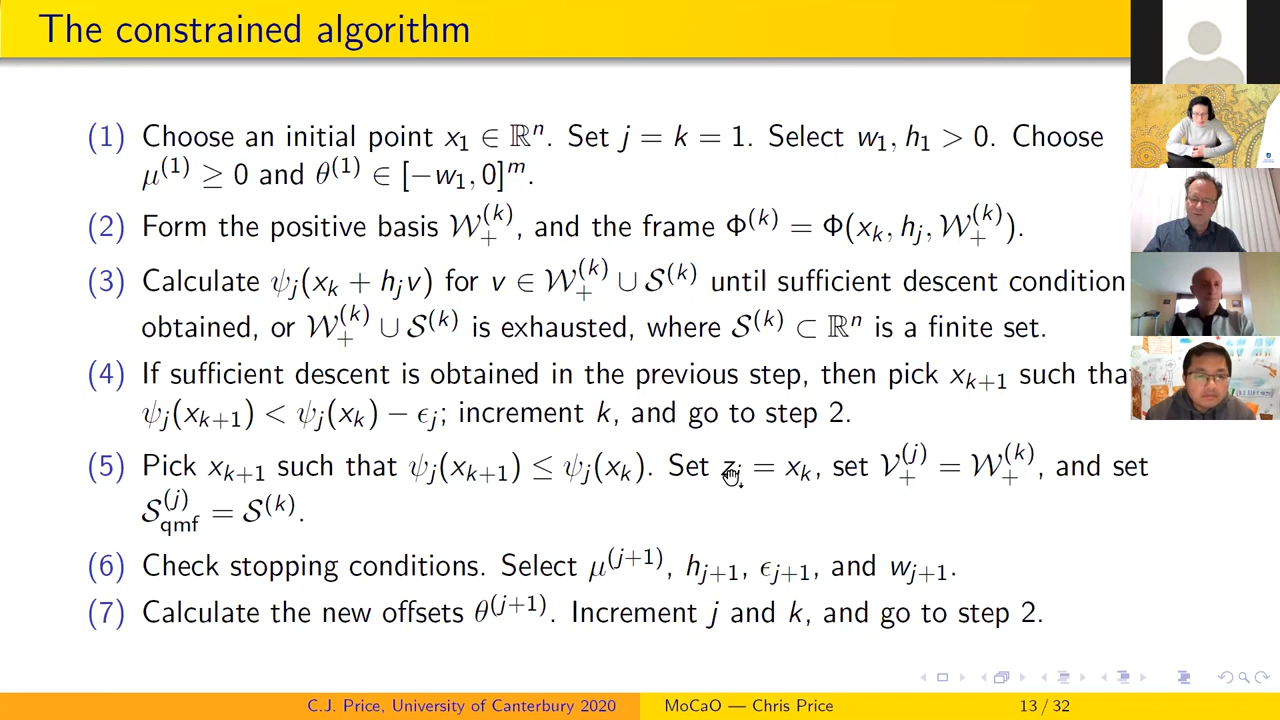 The constrained algorithm
(1) Choose an initial point x₁ ∈ ℝⁿ. Set j = k = 1. Select w₁, h₁ > 0. Choose
μ⁽¹⁾ ≥ 0 and θ⁽¹⁾ ∈ [−w₁, 0]ᵐ.
(2) Form the positive basis 𝒲₊⁽ᵏ⁾, and the frame Φ⁽ᵏ⁾ = Φ(xₖ, hⱼ, 𝒲₊⁽ᵏ⁾).
(3) Calculate ψⱼ(xₖ + hⱼv) for v ∈ 𝒲₊⁽ᵏ⁾ ∪ 𝒮⁽ᵏ⁾ until sufficient descent condition
obtained, or 𝒲₊⁽ᵏ⁾ ∪ 𝒮⁽ᵏ⁾ is exhausted, where 𝒮⁽ᵏ⁾ ⊂ ℝⁿ is a finite set.
(4) If sufficient descent is obtained in the previous step, then pick xₖ₊₁ such tha
ψⱼ(xₖ₊₁) < ψⱼ(xₖ) − ϵⱼ; increment k, and go to step 2.
(5) Pick xₖ₊₁ such that ψⱼ(xₖ₊₁) ≤ ψⱼ(xₖ). Set zⱼ = xₖ, set 𝒱₊⁽ʲ⁾ = 𝒲₊⁽ᵏ⁾, and set
𝒮_qmf⁽ʲ⁾ = 𝒮⁽ᵏ⁾.
(6) Check stopping conditions. Select μ⁽ʲ⁺¹⁾, hⱼ₊₁, ϵⱼ₊₁, and wⱼ₊₁.
(7) Calculate the new offsets θ⁽ʲ⁺¹⁾. Increment j and k, and go to step 2.
C.J. Price, University of Canterbury 2020 MoCaO — Chris Price 13 / 32